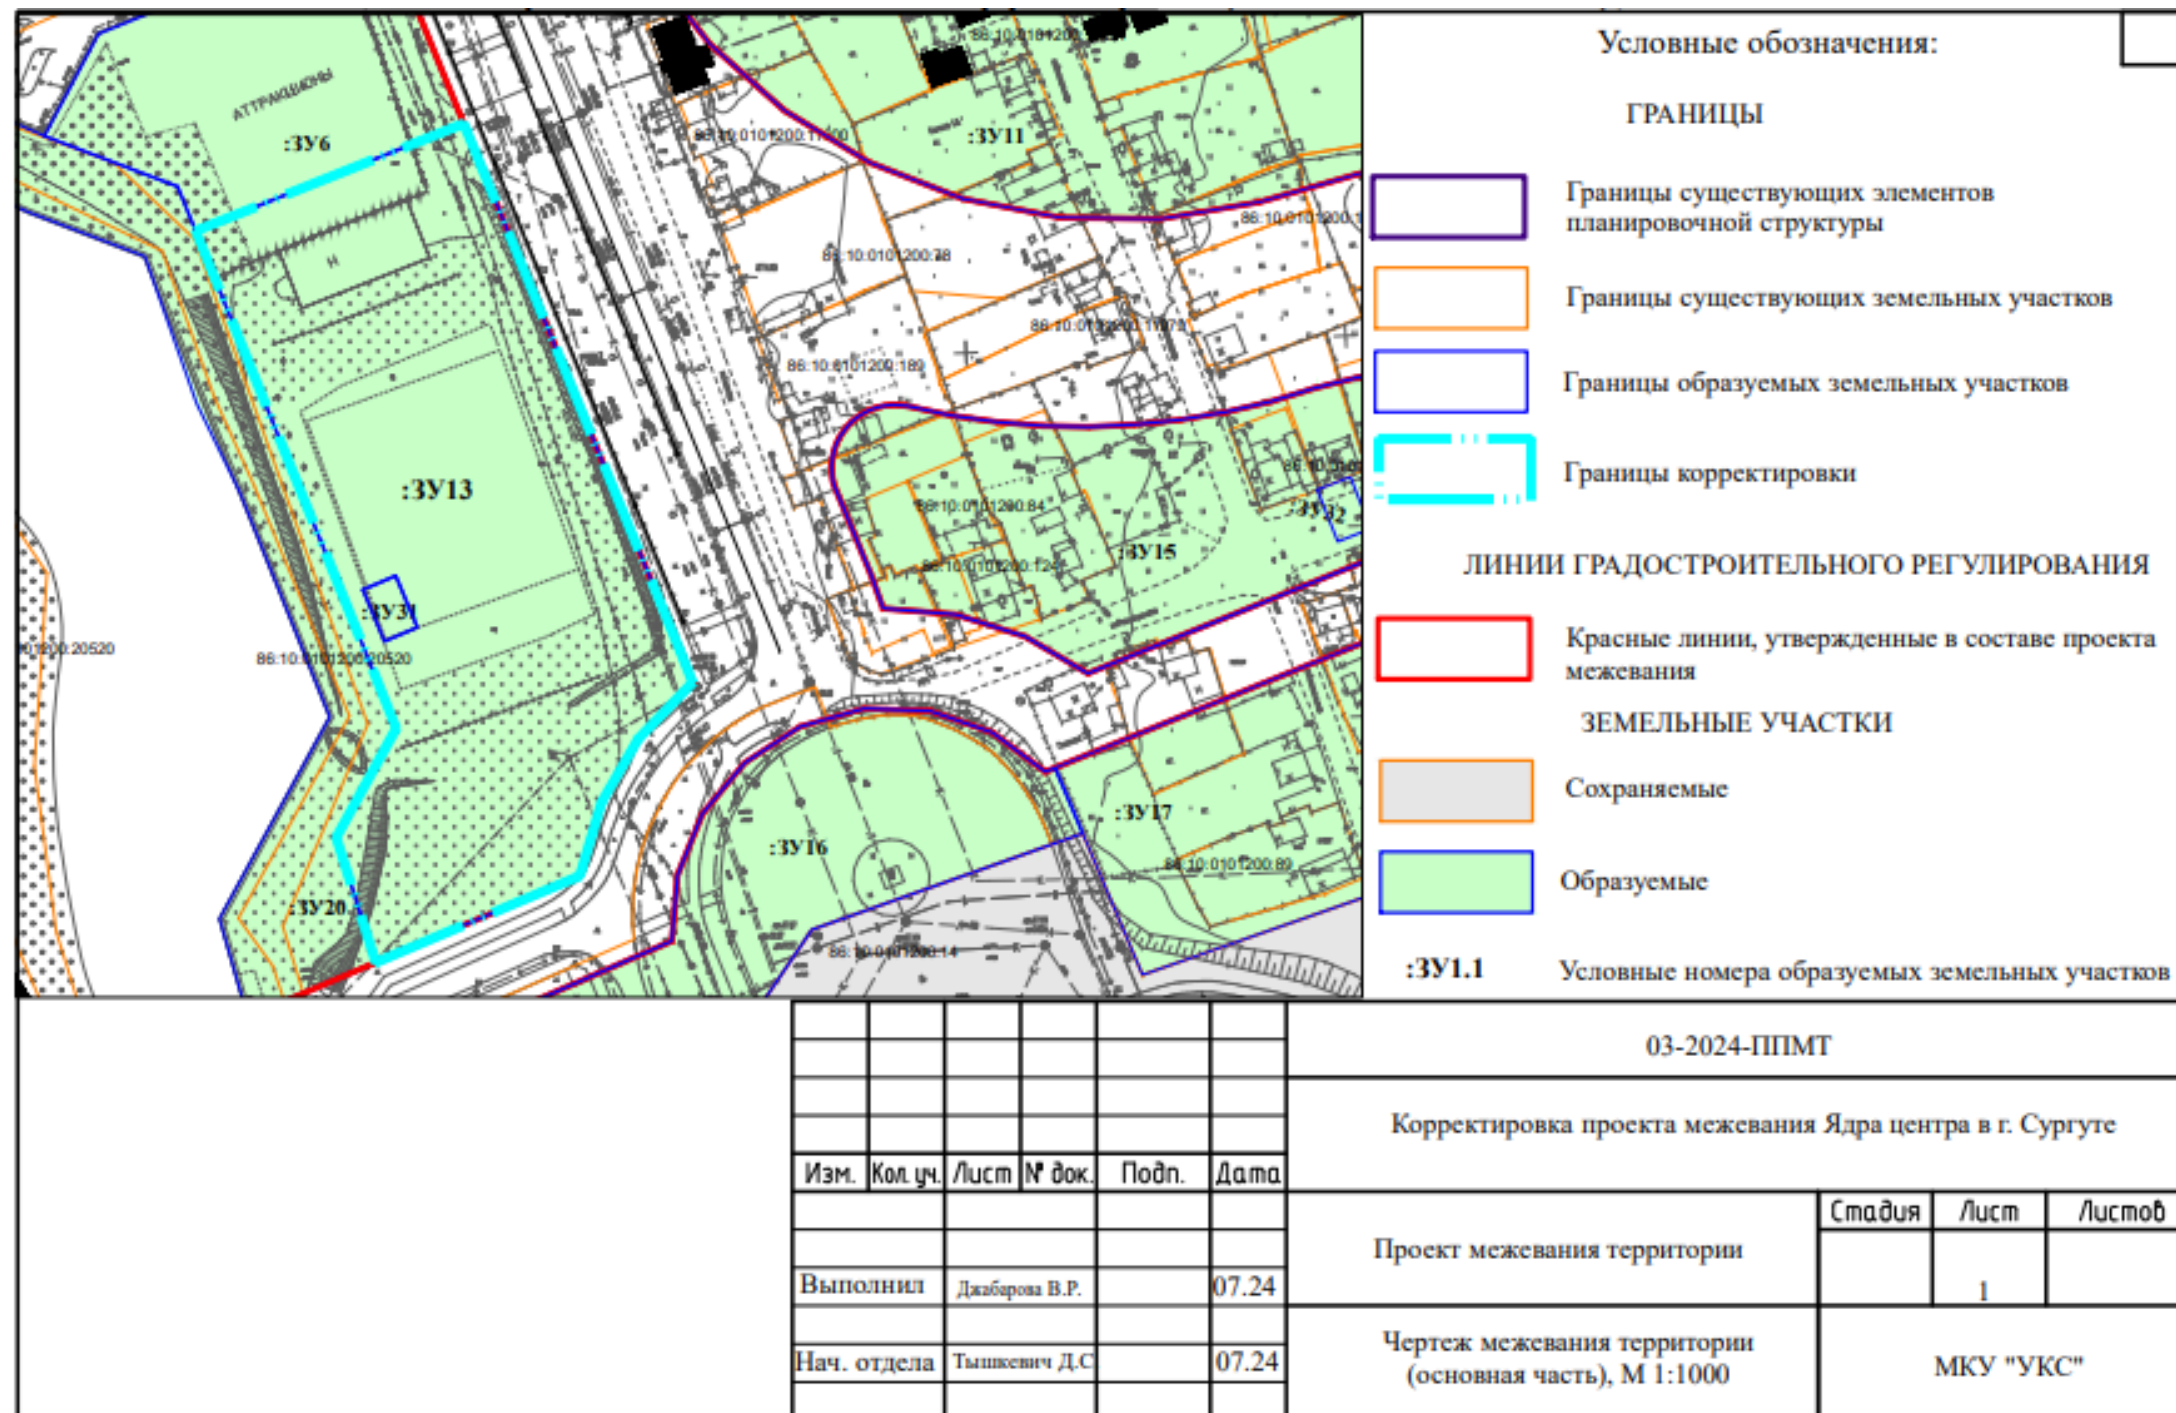 АТТРАКЦИОНЫ
:ЗУ6
:ЗУ11
86:10:0101200:78
86:10:0101200:189
:ЗУ13
86:10:0101200:84
:ЗУ15
:ЗУ31
86:10:0101200:20520
:ЗУ17
:ЗУ16
86:10:0101200:89
:ЗУ20
86:10:0101200:14
Условные обозначения:
ГРАНИЦЫ
Границы существующих элементов
планировочной структуры
Границы существующих земельных участков
Границы образуемых земельных участков
Границы корректировки
ЛИНИИ ГРАДОСТРОИТЕЛЬНОГО РЕГУЛИРОВАНИЯ
Красные линии, утвержденные в составе проекта
межевания
ЗЕМЕЛЬНЫЕ УЧАСТКИ
Сохраняемые
Образуемые
:ЗУ1.1 Условные номера образуемых земельных участков
03-2024-ППМТ
Корректировка проекта межевания Ядра центра в г. Сургуте
Изм. Кол. уч. Лист № док. Подп. Дата
Проект межевания территории
Стадия Лист Листов
1
Выполнил Джабарова В.Р. 07.24
Чертеж межевания территории
(основная часть), М 1:1000
МКУ "УКС"
Нач. отдела Тышкевич Д.С 07.24